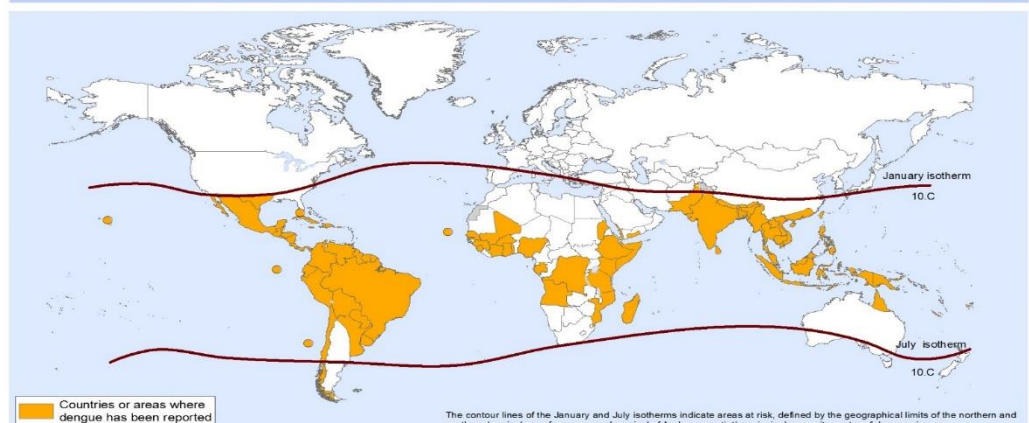 January isotherm
10.C
July isotherm
10.C
Countries or areas where
dengue has been reported
The contour lines of the January and July isotherms indicate areas at risk, defined by the geographical limits of the northern and